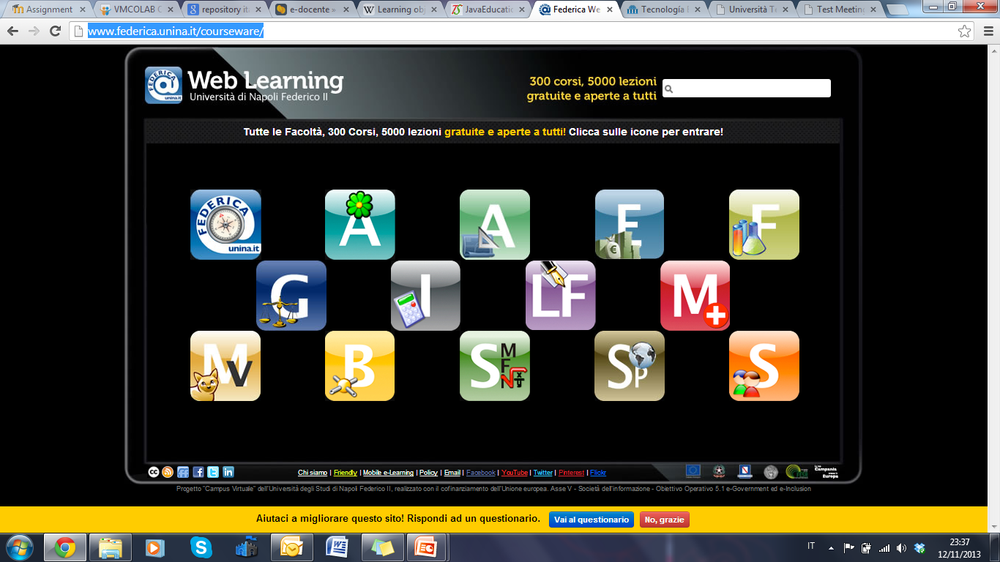 Assignment
VMCOLAB C
repository ita
e-docente »
Learning obj
JavaEducatio
Federica We
Tecnología E
Università Te
Test Meeting
www.federica.unina.it/courseware/
FEDERICA
unina.it
Web Learning
Università di Napoli Federico II
300 corsi, 5000 lezioni
gratuite e aperte a tutti
Tutte le Facoltà, 300 Corsi, 5000 lezioni gratuite e aperte a tutti! Clicca sulle icone per entrare!
FEDERICA
unina.it
A
A
E
F
G
I
LF
M
MV
B
S MFN
SP
S
Chi siamo | Friendly | Mobile e-Learning | Policy | Email | Facebook | YouTube | Twitter | Pinterest | Flickr
Progetto "Campus Virtuale" dell'Università degli Studi di Napoli Federico II, realizzato con il cofinanziamento dell'Unione europea. Asse V - Società dell'informazione - Obiettivo Operativo 5.1 e-Government ed e-Inclusion
Aiutaci a migliorare questo sito! Rispondi ad un questionario. Vai al questionario No, grazie
IT
23:37
12/11/2013